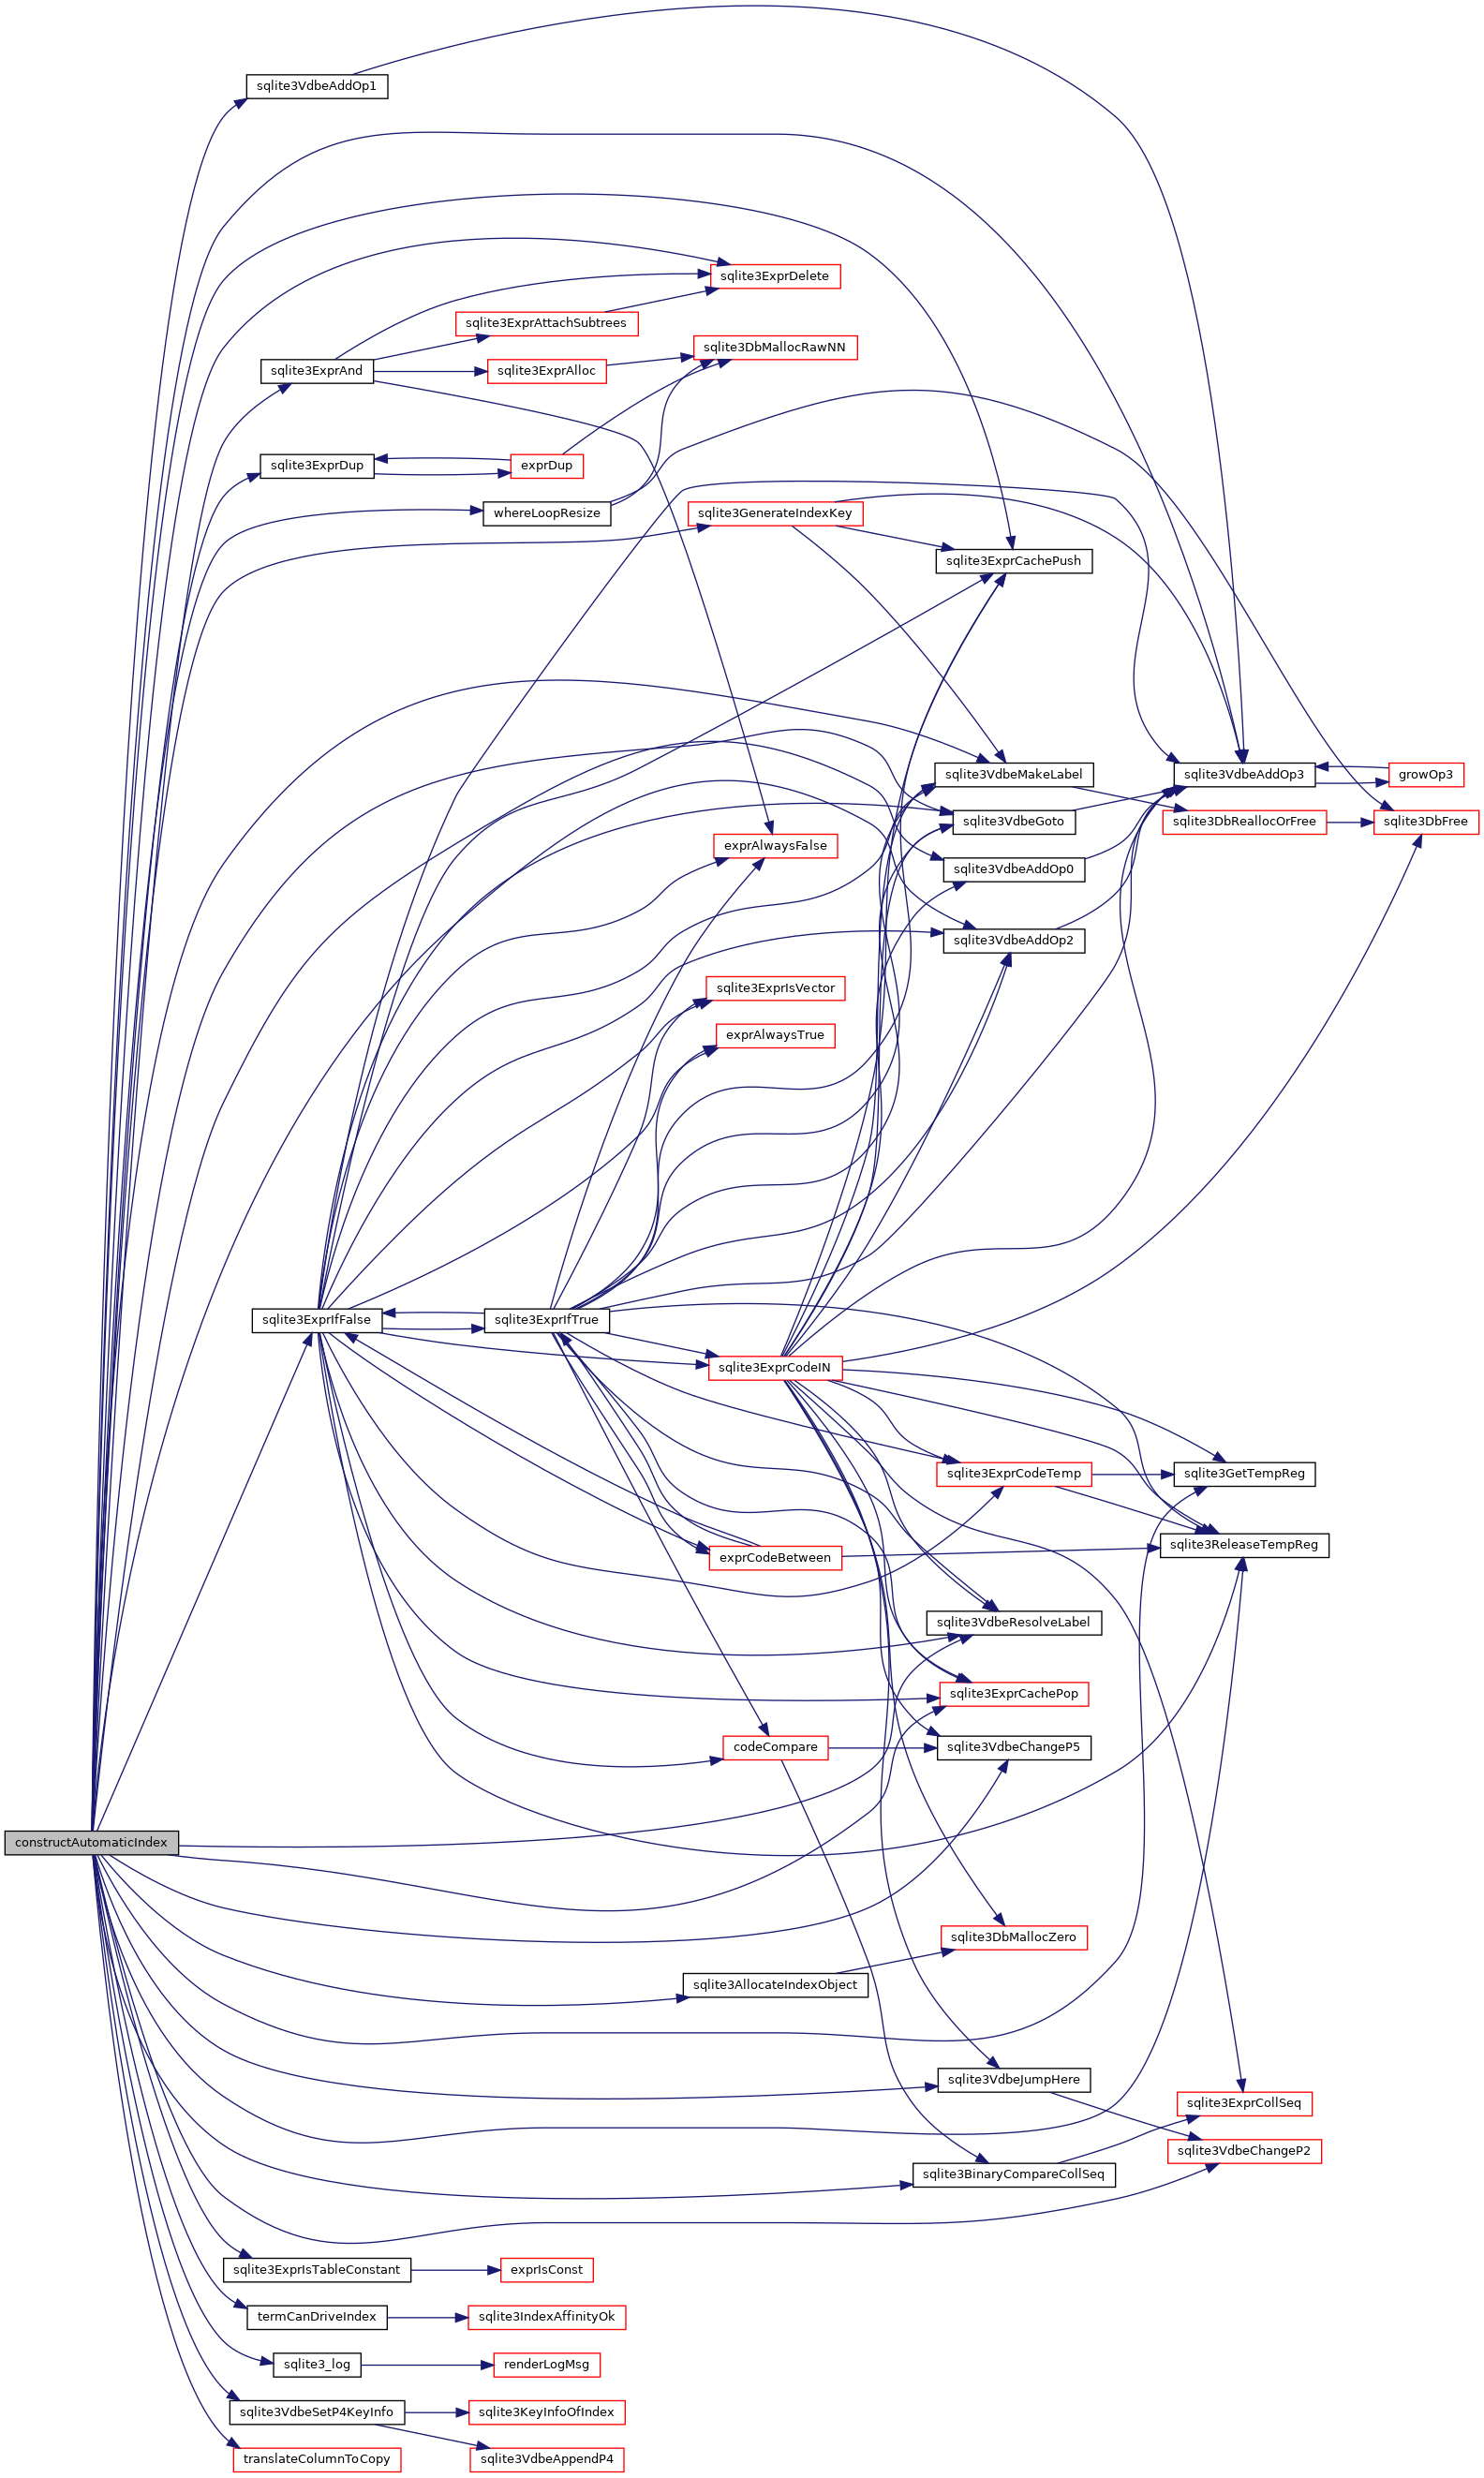 sqlite3VdbeAddOp1
sqlite3ExprDelete
sqlite3ExprAttachSubtrees
sqlite3DbMallocRawNN
sqlite3ExprAnd
sqlite3ExprAlloc
sqlite3ExprDup
exprDup
whereLoopResize
sqlite3GenerateIndexKey
sqlite3ExprCachePush
sqlite3VdbeMakeLabel
sqlite3VdbeAddOp3
growOp3
sqlite3VdbeGoto
sqlite3DbReallocOrFree
sqlite3DbFree
exprAlwaysFalse
sqlite3VdbeAddOp0
sqlite3VdbeAddOp2
sqlite3ExprIsVector
exprAlwaysTrue
sqlite3ExprIfFalse
sqlite3ExprIfTrue
sqlite3ExprCodeIN
sqlite3ExprCodeTemp
sqlite3GetTempReg
sqlite3ReleaseTempReg
exprCodeBetween
sqlite3VdbeResolveLabel
sqlite3ExprCachePop
codeCompare
sqlite3VdbeChangeP5
constructAutomaticIndex
sqlite3DbMallocZero
sqlite3AllocateIndexObject
sqlite3VdbeJumpHere
sqlite3ExprCollSeq
sqlite3VdbeChangeP2
sqlite3BinaryCompareCollSeq
sqlite3ExprIsTableConstant
exprIsConst
termCanDriveIndex
sqlite3IndexAffinityOk
sqlite3_log
renderLogMsg
sqlite3VdbeSetP4KeyInfo
sqlite3KeyInfoOfIndex
translateColumnToCopy
sqlite3VdbeAppendP4